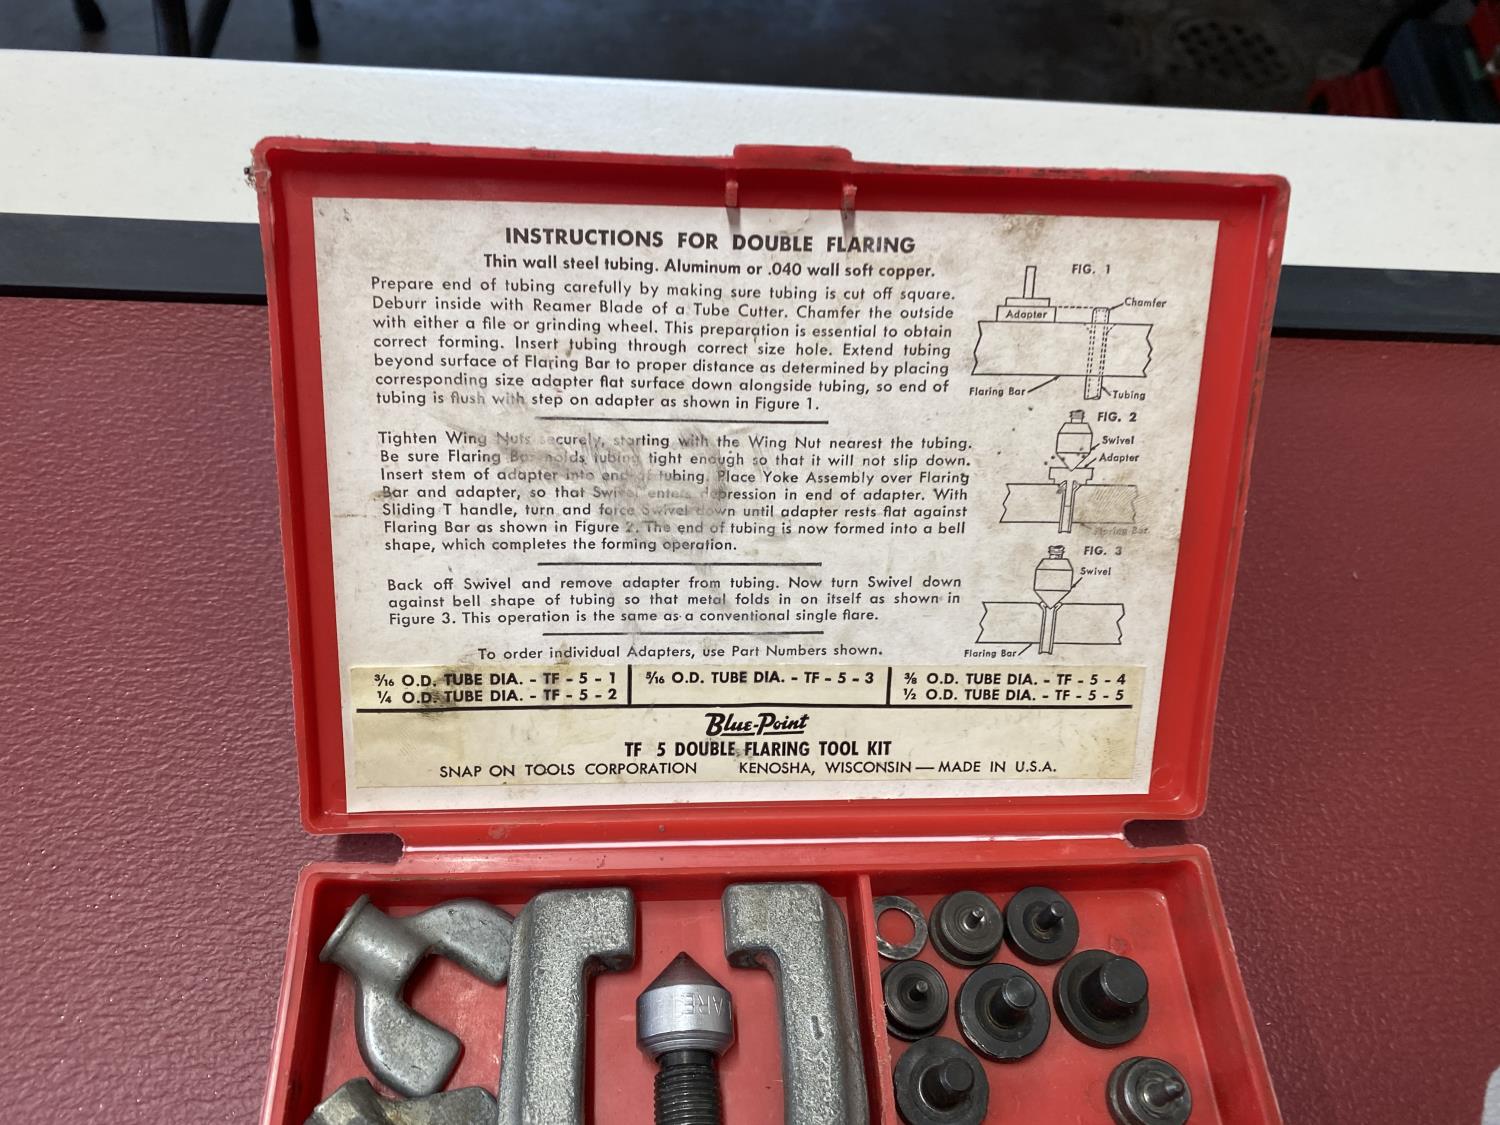 INSTRUCTIONS FOR DOUBLE FLARING
Thin wall steel tubing. Aluminum or .040 wall soft copper.
Prepare end of tubing carefully by making sure tubing is cut off square.
Deburr inside with Reamer Blade of a Tube Cutter. Chamfer the outside
with either a file or grinding wheel. This preparation is essential to obtain
correct forming. Insert tubing through correct size hole. Extend tubing
beyond surface of Flaring Bar to proper distance as determined by placing
corresponding size adapter flat surface down alongside tubing, so end of
tubing is flush with step on adapter as shown in Figure 1.
Tighten Wing Nuts securely, starting with the Wing Nut nearest the tubing.
Be sure Flaring Bar holds tubing tight enough so that it will not slip down.
Insert stem of adapter into end of tubing. Place Yoke Assembly over Flaring
Bar and adapter, so that Swivel enters depression in end of adapter. With
Sliding T handle, turn and force Swivel down until adapter rests flat against
Flaring Bar as shown in Figure 2. The end of tubing is now formed into a bell
shape, which completes the forming operation.
Back off Swivel and remove adapter from tubing. Now turn Swivel down
against bell shape of tubing so that metal folds in on itself as shown in
Figure 3. This operation is the same as a conventional single flare.
To order individual Adapters, use Part Numbers shown.
FIG. 1
Chamfer
Adapter
Flaring Bar
Tubing
FIG. 2
Swivel
Adapter
Flaring Bar
FIG. 3
Swivel
Flaring Bar
3/16 O.D. TUBE DIA. - TF - 5 - 1
1/4 O.D. TUBE DIA. - TF - 5 - 2
5/16 O.D. TUBE DIA. - TF - 5 - 3
3/8 O.D. TUBE DIA. - TF - 5 - 4
1/2 O.D. TUBE DIA. - TF - 5 - 5
Blue-Point
TF 5 DOUBLE FLARING TOOL KIT
SNAP ON TOOLS CORPORATION KENOSHA, WISCONSIN — MADE IN U.S.A.